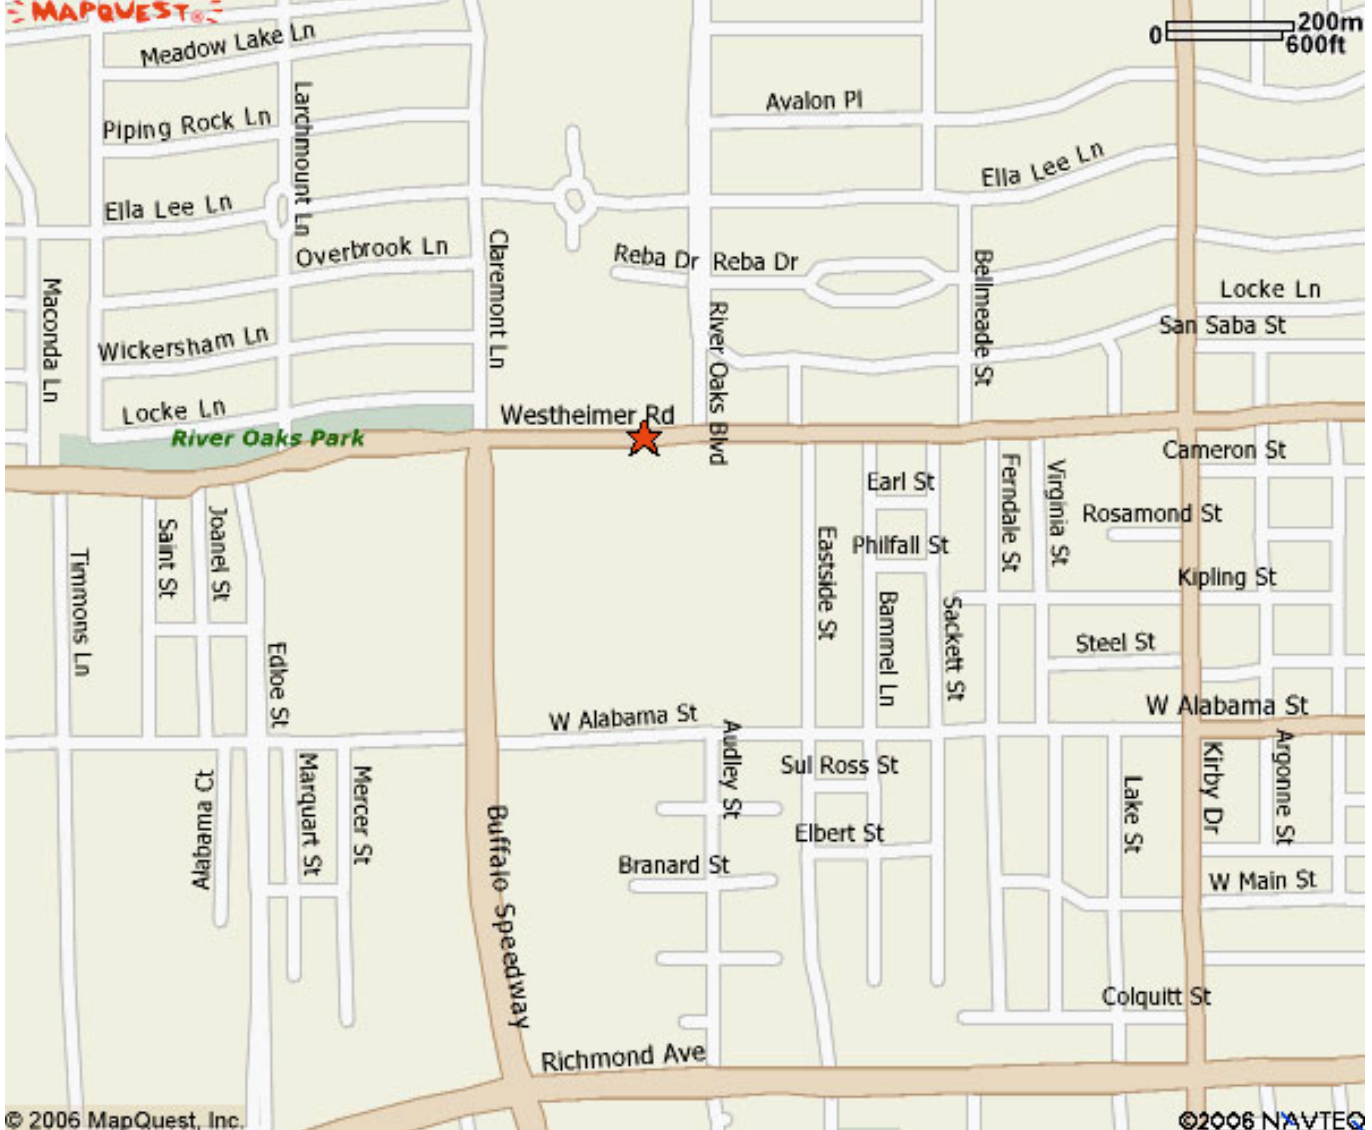 MAPQUEST®
200m
0
600ft
Meadow Lake Ln
Larchmount Ln
Avalon Pl
Piping Rock Ln
Ella Lee Ln
Ella Lee Ln
Overbrook Ln
Claremont Ln
Reba Dr
Reba Dr
Bellmeade St
Maconda Ln
Locke Ln
River Oaks Blvd
San Saba St
Wickersham Ln
Locke Ln
Westheimer Rd
River Oaks Park
Cameron St
Earl St
Ferndale St
Virginia St
Rosamond St
Saint St
Joanel St
Eastside St
Philfall St
Timmons Ln
Kipling St
Bammel Ln
Sackett St
Edloe St
Steel St
W Alabama St
W Alabama St
Audley St
Sul Ross St
Kirby Dr
Argonne St
Alabama Ct
Marquart St
Mercer St
Lake St
Buffalo Speedway
Elbert St
Branard St
W Main St
Colquitt St
Richmond Ave
© 2006 MapQuest, Inc.
©2006 NAVTEQ